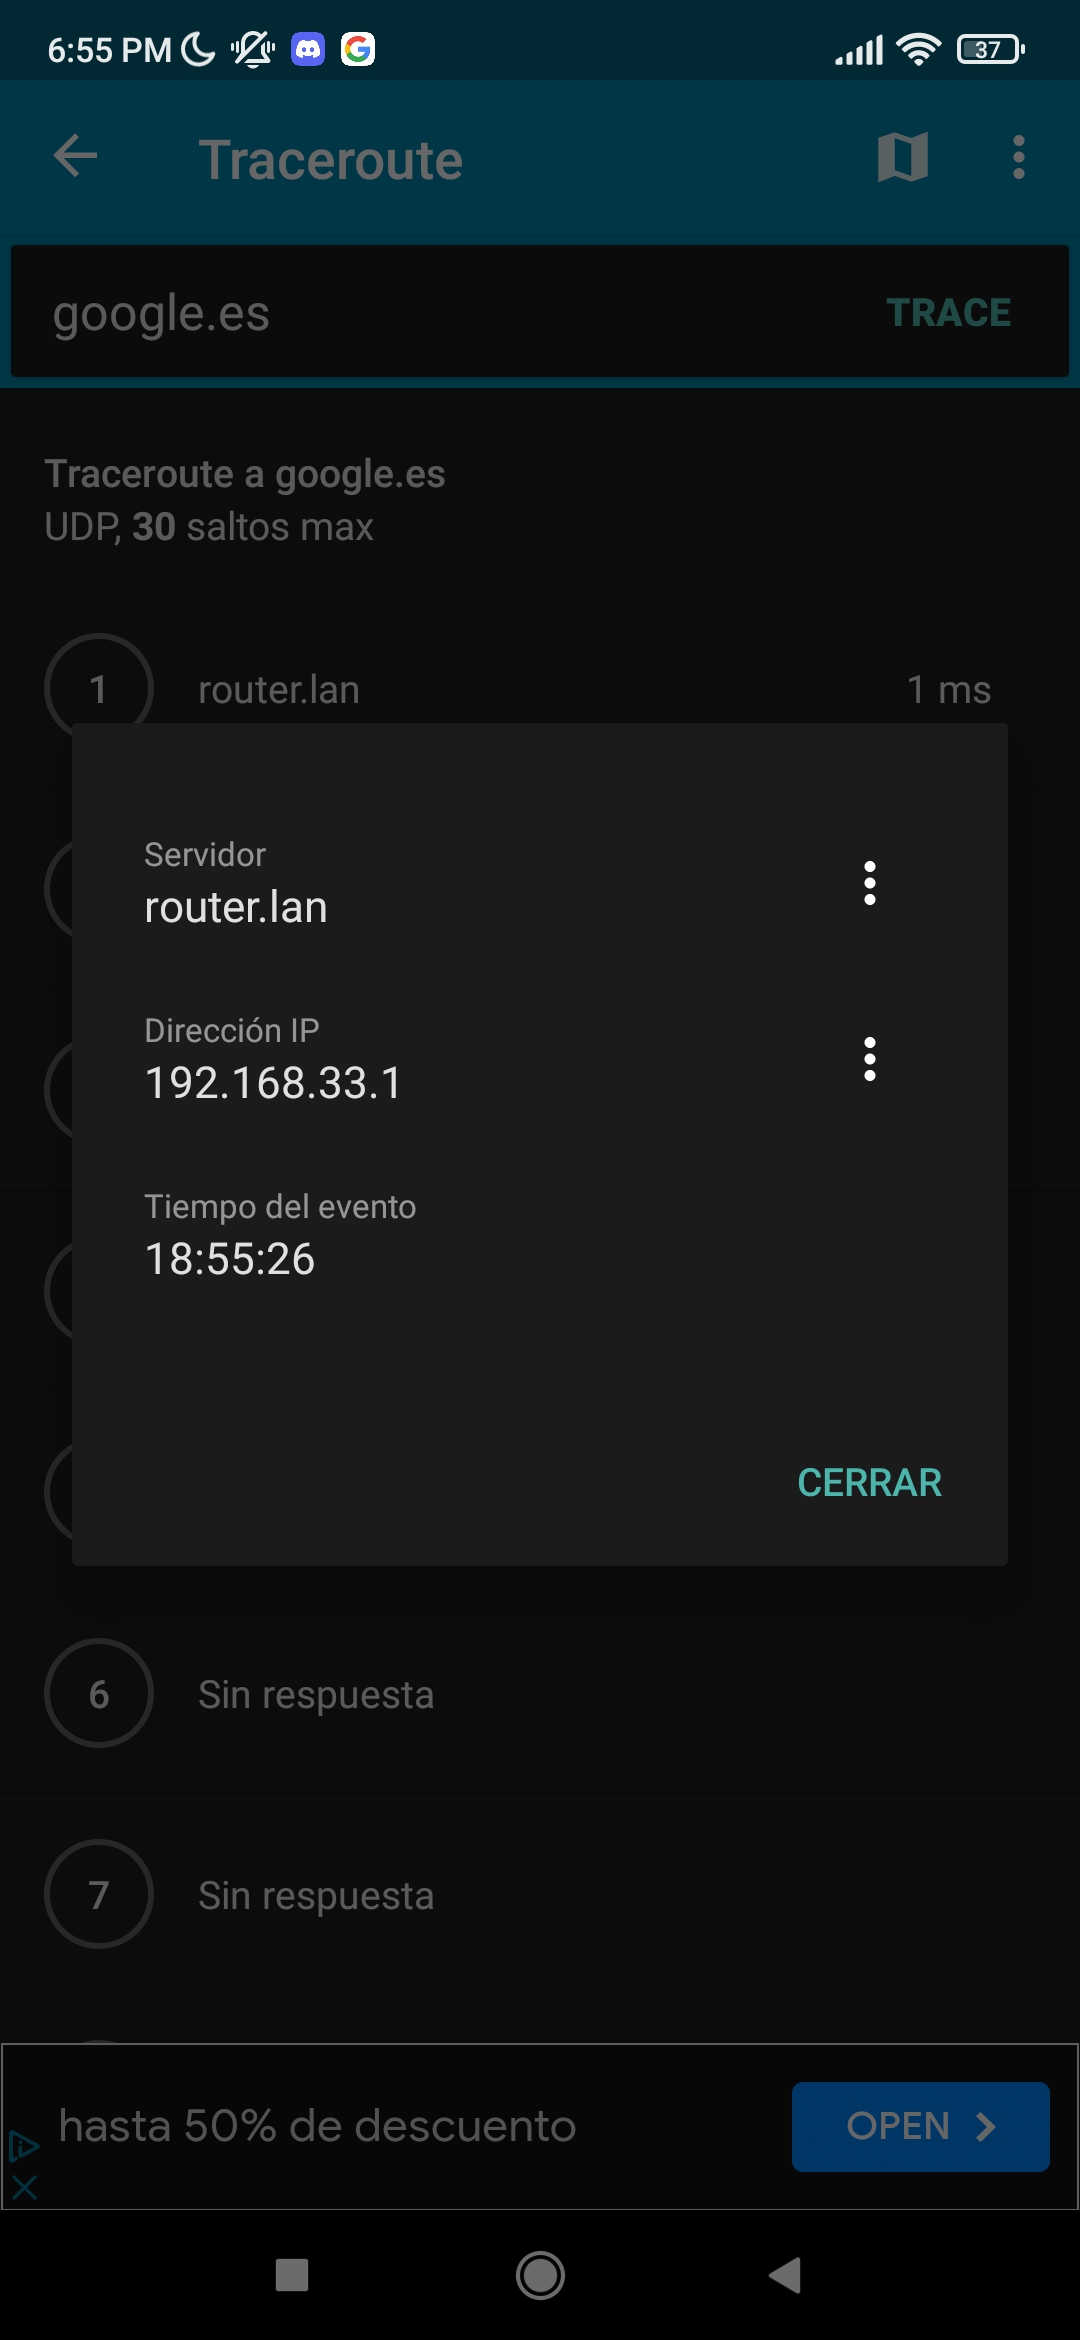 6:55 PM
37
Traceroute
google.es TRACE
Traceroute a google.es
UDP, 30 saltos max
1 router.lan 1 ms
Servidor
router.lan
Dirección IP
192.168.33.1
Tiempo del evento
18:55:26
CERRAR
6 Sin respuesta
7 Sin respuesta
hasta 50% de descuento
OPEN